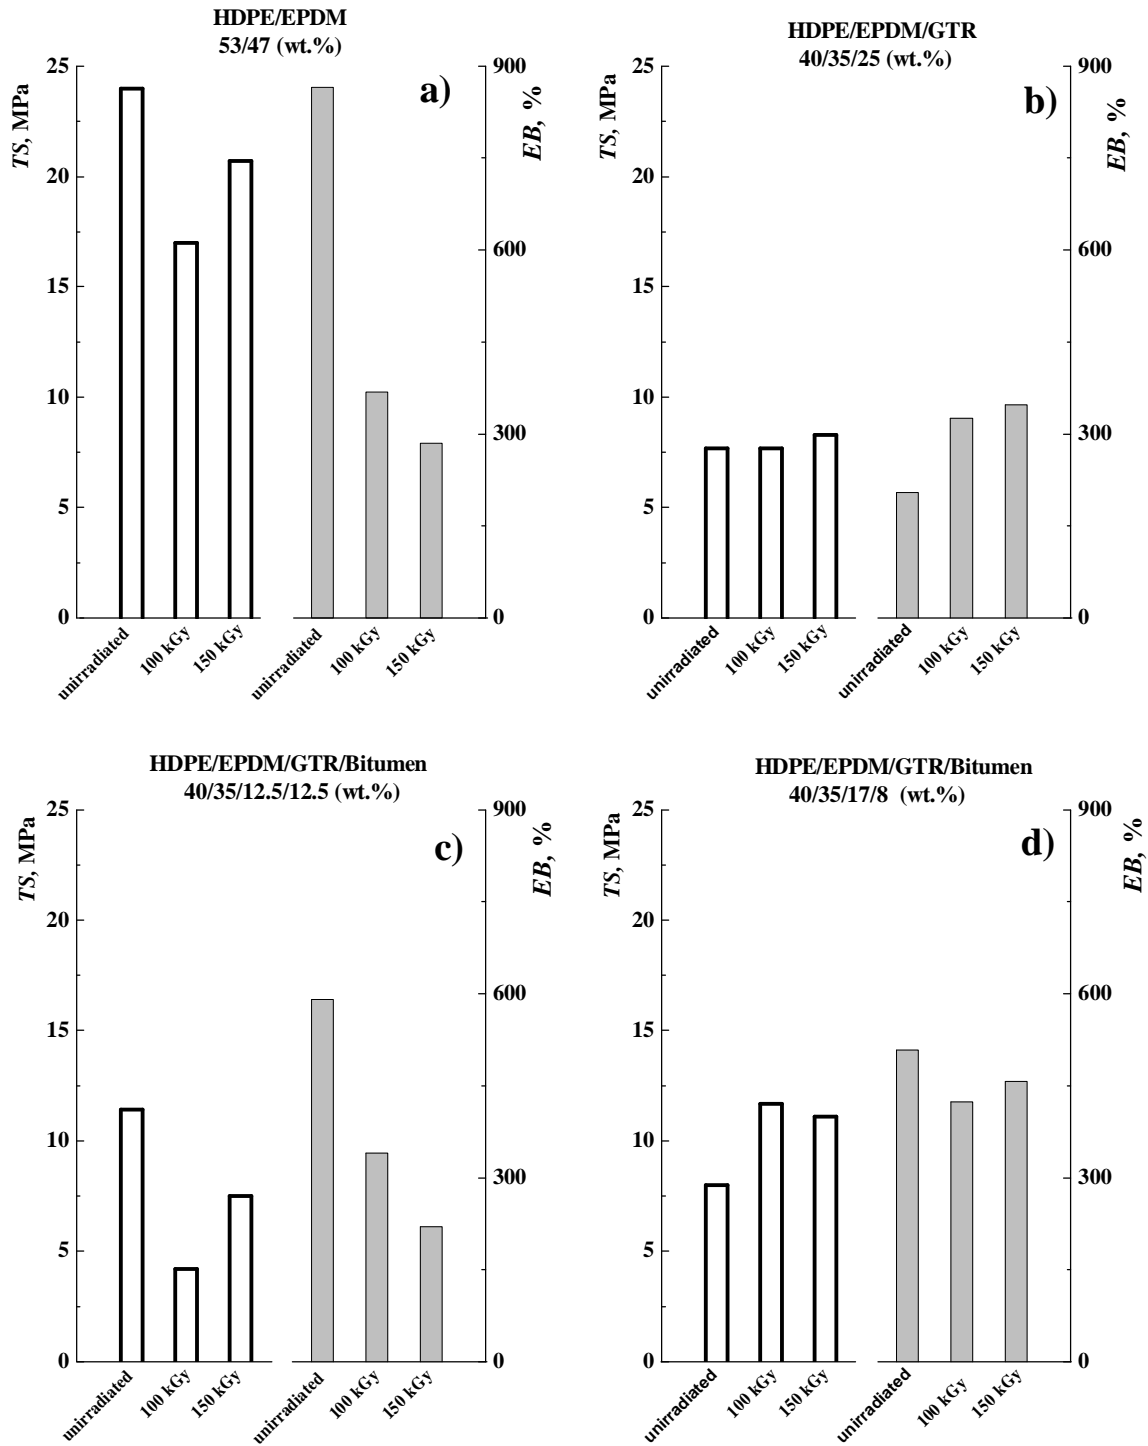 HDPE/EPDM
53/47 (wt.%)
a)
TS, MPa
EB, %
25
20
15
10
5
0
900
600
300
0
unirradiated
100 kGy
150 kGy
unirradiated
100 kGy
150 kGy
HDPE/EPDM/GTR
40/35/25 (wt.%)
b)
TS, MPa
EB, %
25
20
15
10
5
0
900
600
300
0
unirradiated
100 kGy
150 kGy
unirradiated
100 kGy
150 kGy
HDPE/EPDM/GTR/Bitumen
40/35/12.5/12.5 (wt.%)
c)
TS, MPa
EB, %
25
20
15
10
5
0
900
600
300
0
unirradiated
100 kGy
150 kGy
unirradiated
100 kGy
150 kGy
HDPE/EPDM/GTR/Bitumen
40/35/17/8 (wt.%)
d)
TS, MPa
EB, %
25
20
15
10
5
0
900
600
300
0
unirradiated
100 kGy
150 kGy
unirradiated
100 kGy
150 kGy